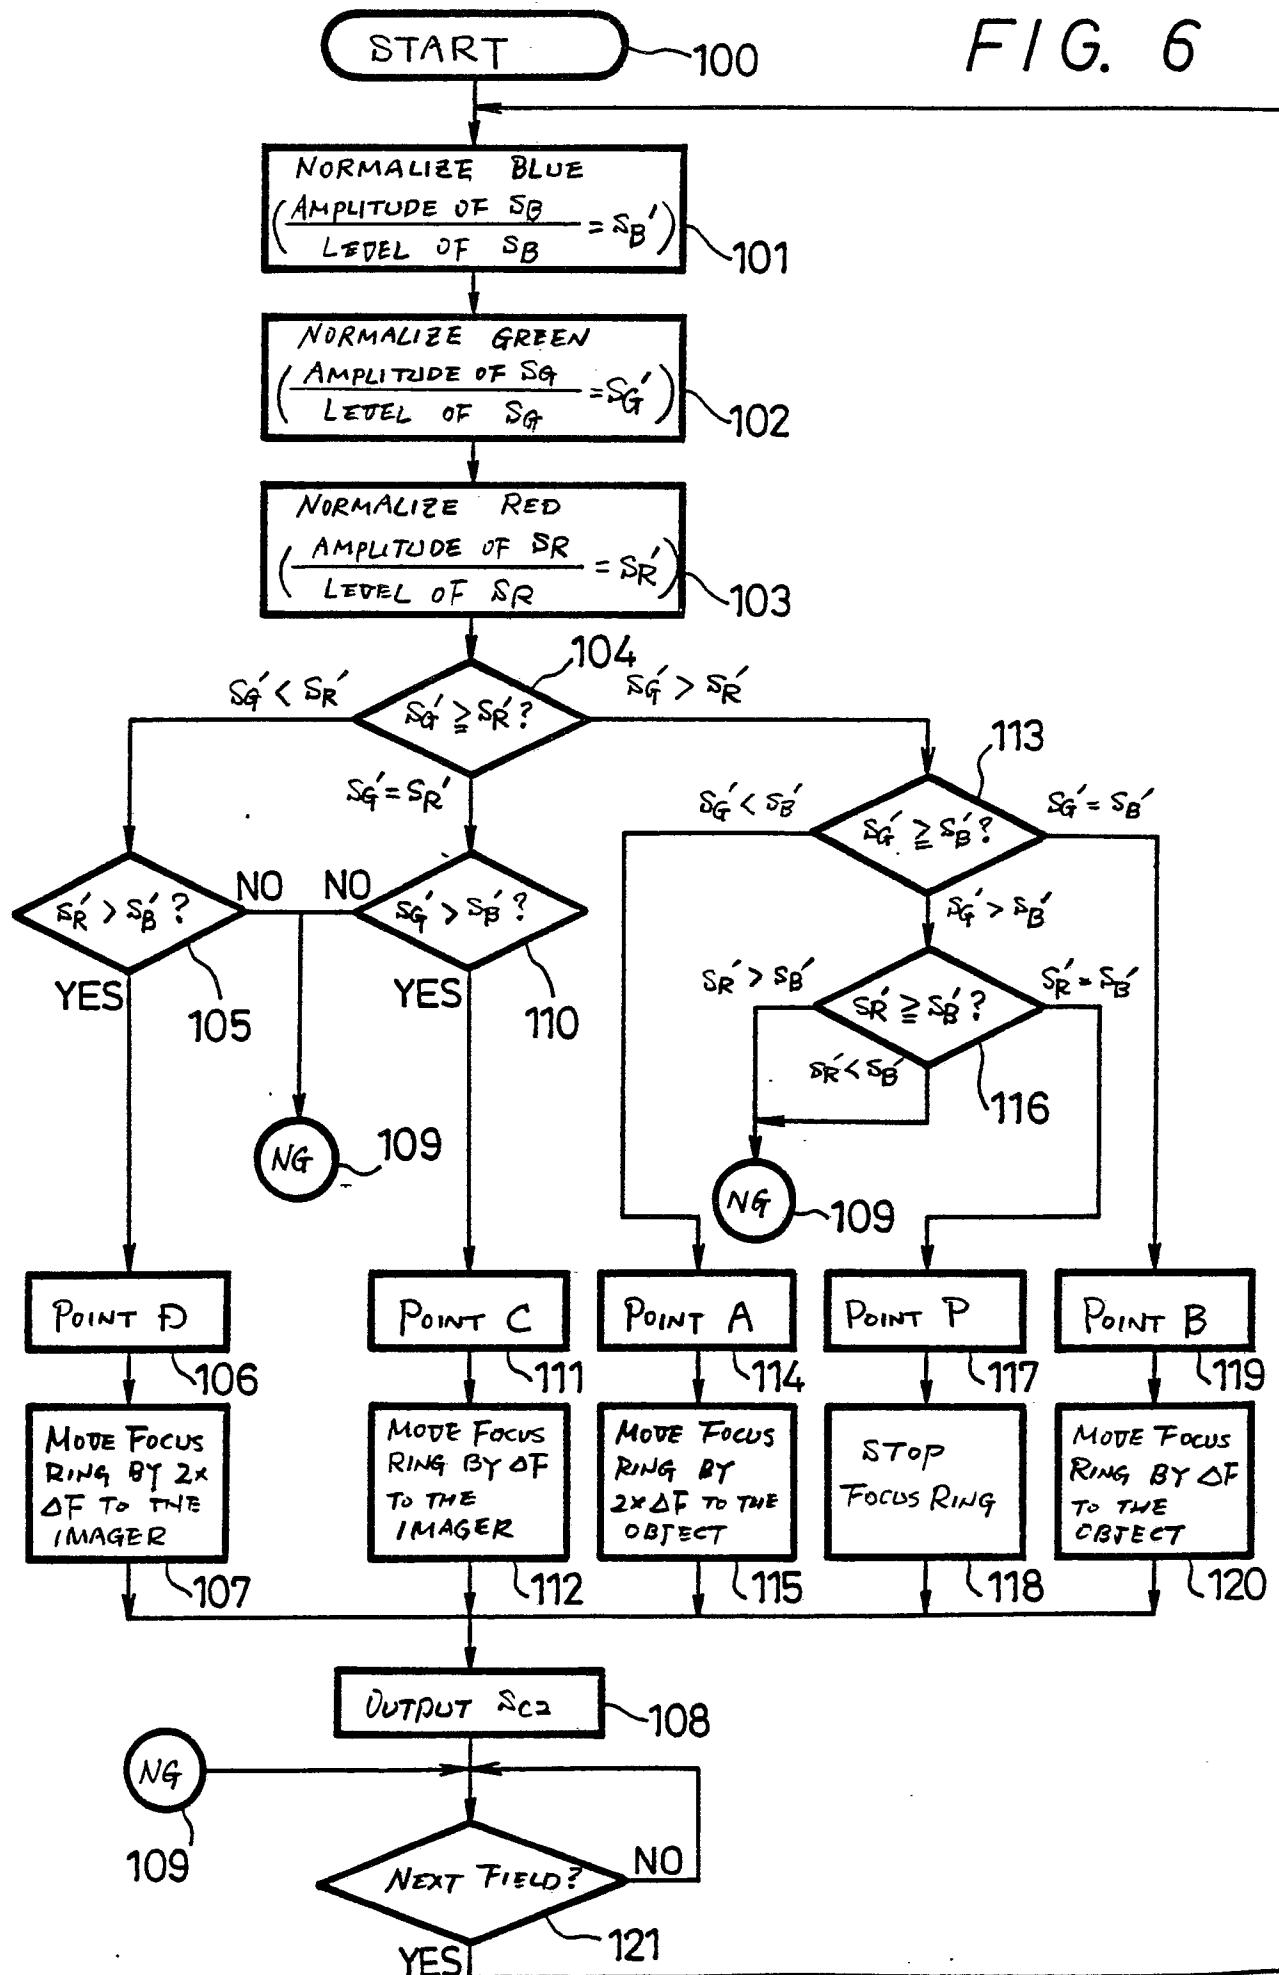 FIG. 6
START
100
NORMALIZE BLUE
(AMPLITUDE OF SB / LEVEL OF SB = SB')
101
NORMALIZE GREEN
(AMPLITUDE OF SG / LEVEL OF SG = SG')
102
NORMALIZE RED
(AMPLITUDE OF SR / LEVEL OF SR = SR')
103
104
SG' < SR'
SG' ≧ SR'?
SG' > SR'
SG' = SR'
113
SG' < SB'
SG' ≧ SB'?
SG' = SB'
SG' > SB'
SR' > SB'?
NO
NO
SG' > SB'?
YES
105
YES
110
SR' > SB'
SR' ≧ SB'?
SR' = SB'
SR' < SB'
116
NG
109
NG
109
POINT D
106
POINT C
111
POINT A
114
POINT P
117
POINT B
119
MOVE FOCUS
RING BY 2×
ΔF TO THE
IMAGER
107
MOVE FOCUS
RING BY ΔF
TO THE
IMAGER
112
MOVE FOCUS
RING BY
2×ΔF TO THE
OBJECT
115
STOP
FOCUS RING
118
MOVE FOCUS
RING BY ΔF
TO THE
OBJECT
120
OUTPUT SC2
108
NG
109
NEXT FIELD?
NO
121
YES